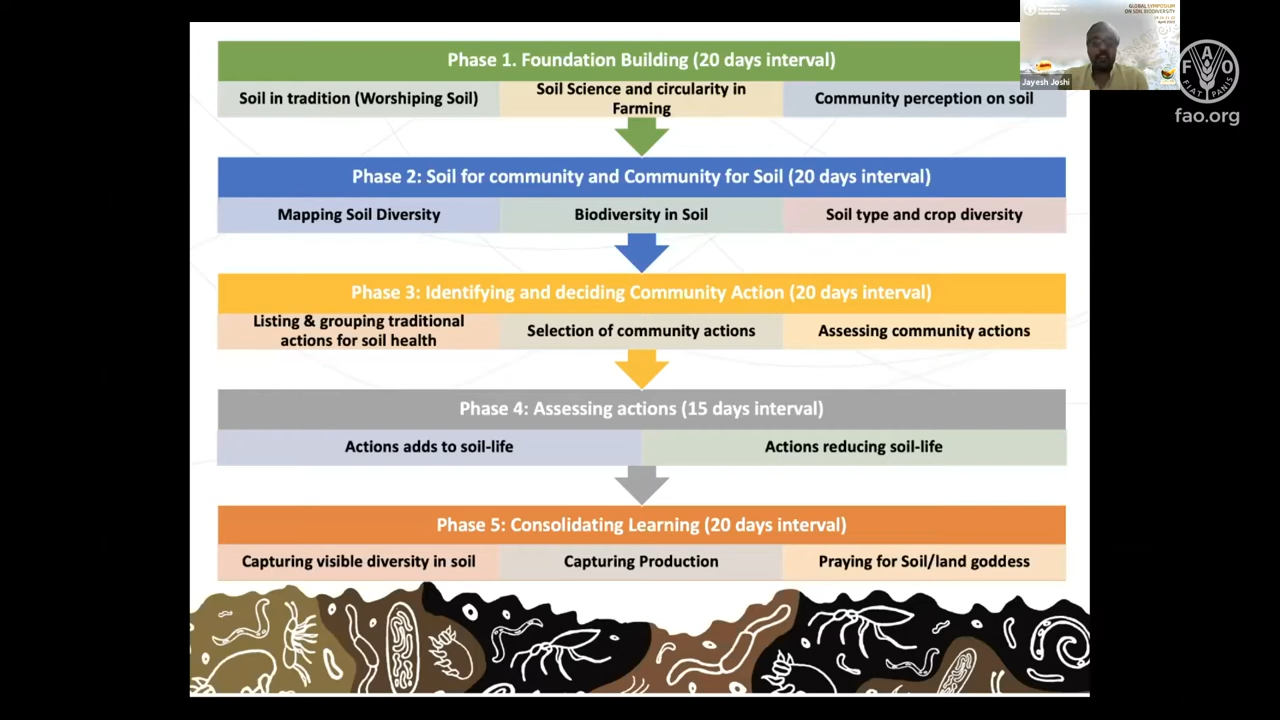 Phase 1. Foundation Building (20 days interval)
Soil in tradition (Worshiping Soil)
Soil Science and circularity in
Farming
Community perception on soil
Phase 2: Soil for community and Community for Soil (20 days interval)
Mapping Soil Diversity
Biodiversity in Soil
Soil type and crop diversity
Phase 3: Identifying and deciding Community Action (20 days interval)
Listing & grouping traditional
actions for soil health
Selection of community actions
Assessing community actions
Phase 4: Assessing actions (15 days interval)
Actions adds to soil-life
Actions reducing soil-life
Phase 5: Consolidating Learning (20 days interval)
Capturing visible diversity in soil
Capturing Production
Praying for Soil/land goddess
GLOBAL SYMPOSIUM
ON SOIL BIODIVERSITY
Jayesh Joshi
FAO
FIAT PANIS
fao.org